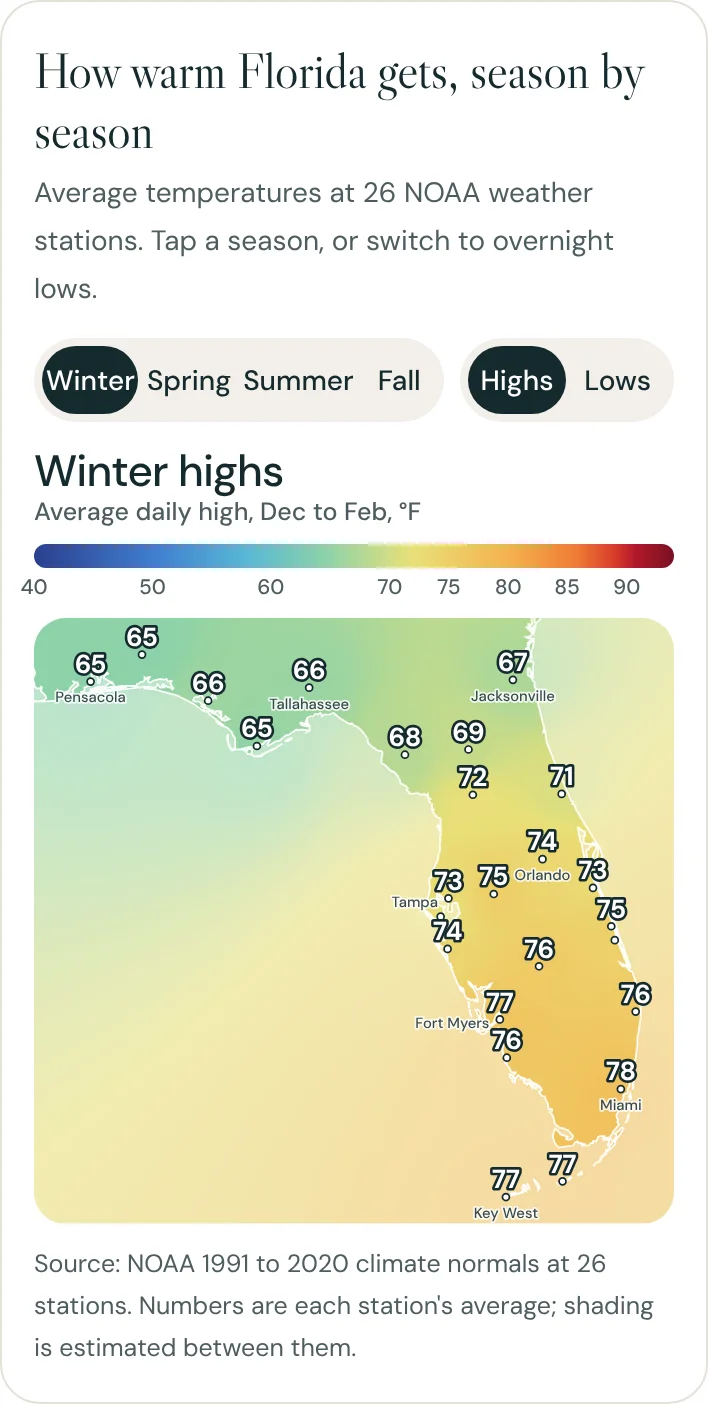 How warm Florida gets, season by
season
Average temperatures at 26 NOAA weather
stations. Tap a season, or switch to overnight
lows.
Winter Spring Summer Fall Highs Lows
Winter highs
Average daily high, Dec to Feb, °F
40 50 60 70 75 80 85 90
65
65
Pensacola
66
66
Tallahassee
65
67
Jacksonville
68
69
72
71
74
Orlando
73
75
73
Tampa
74
75
76
76
77
Fort Myers
76
78
Miami
77
77
Key West
Source: NOAA 1991 to 2020 climate normals at 26
stations. Numbers are each station's average; shading
is estimated between them.